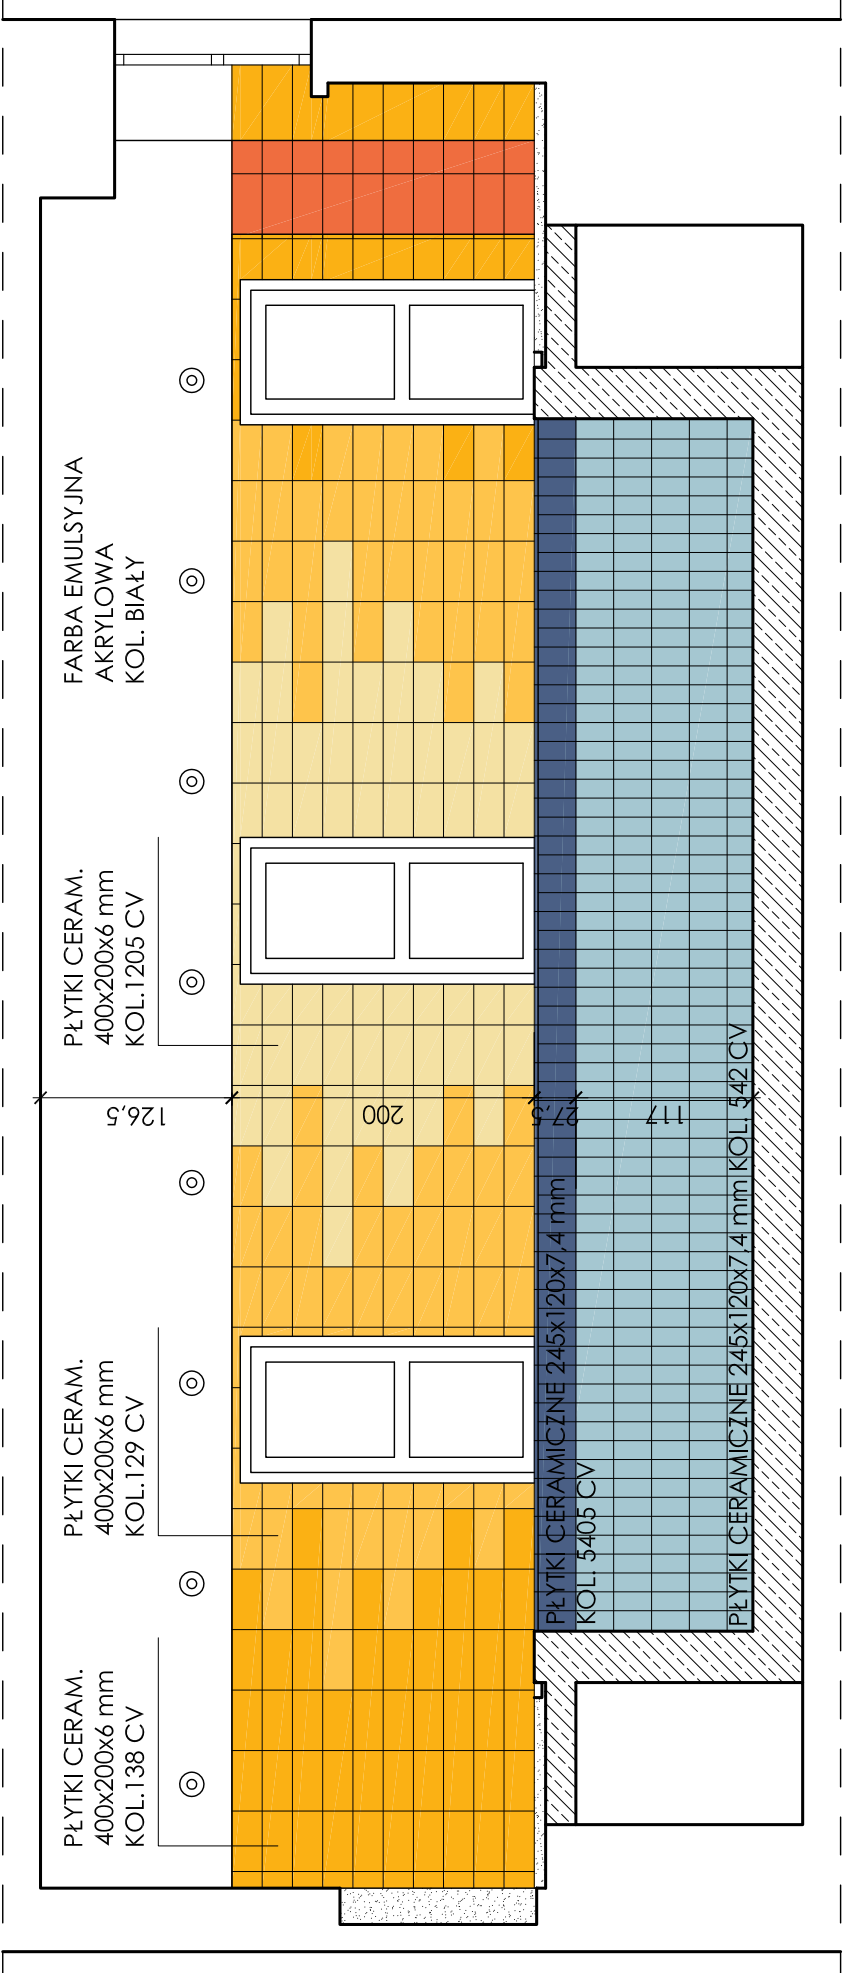 PŁYTKI CERAM.
400x200x6 mm
KOL.138 CV
PŁYTKI CERAM.
400x200x6 mm
KOL.129 CV
PŁYTKI CERAM.
400x200x6 mm
KOL.1205 CV
FARBA EMULSYJNA
AKRYLOWA
KOL. BIAŁY
126,5
200
27,5
117
PŁYTKI CERAMICZNE 245x120x7,4 mm
KOL. 5405 CV
PŁYTKI CERAMICZNE 245x120x7,4 mm KOL. 542 CV